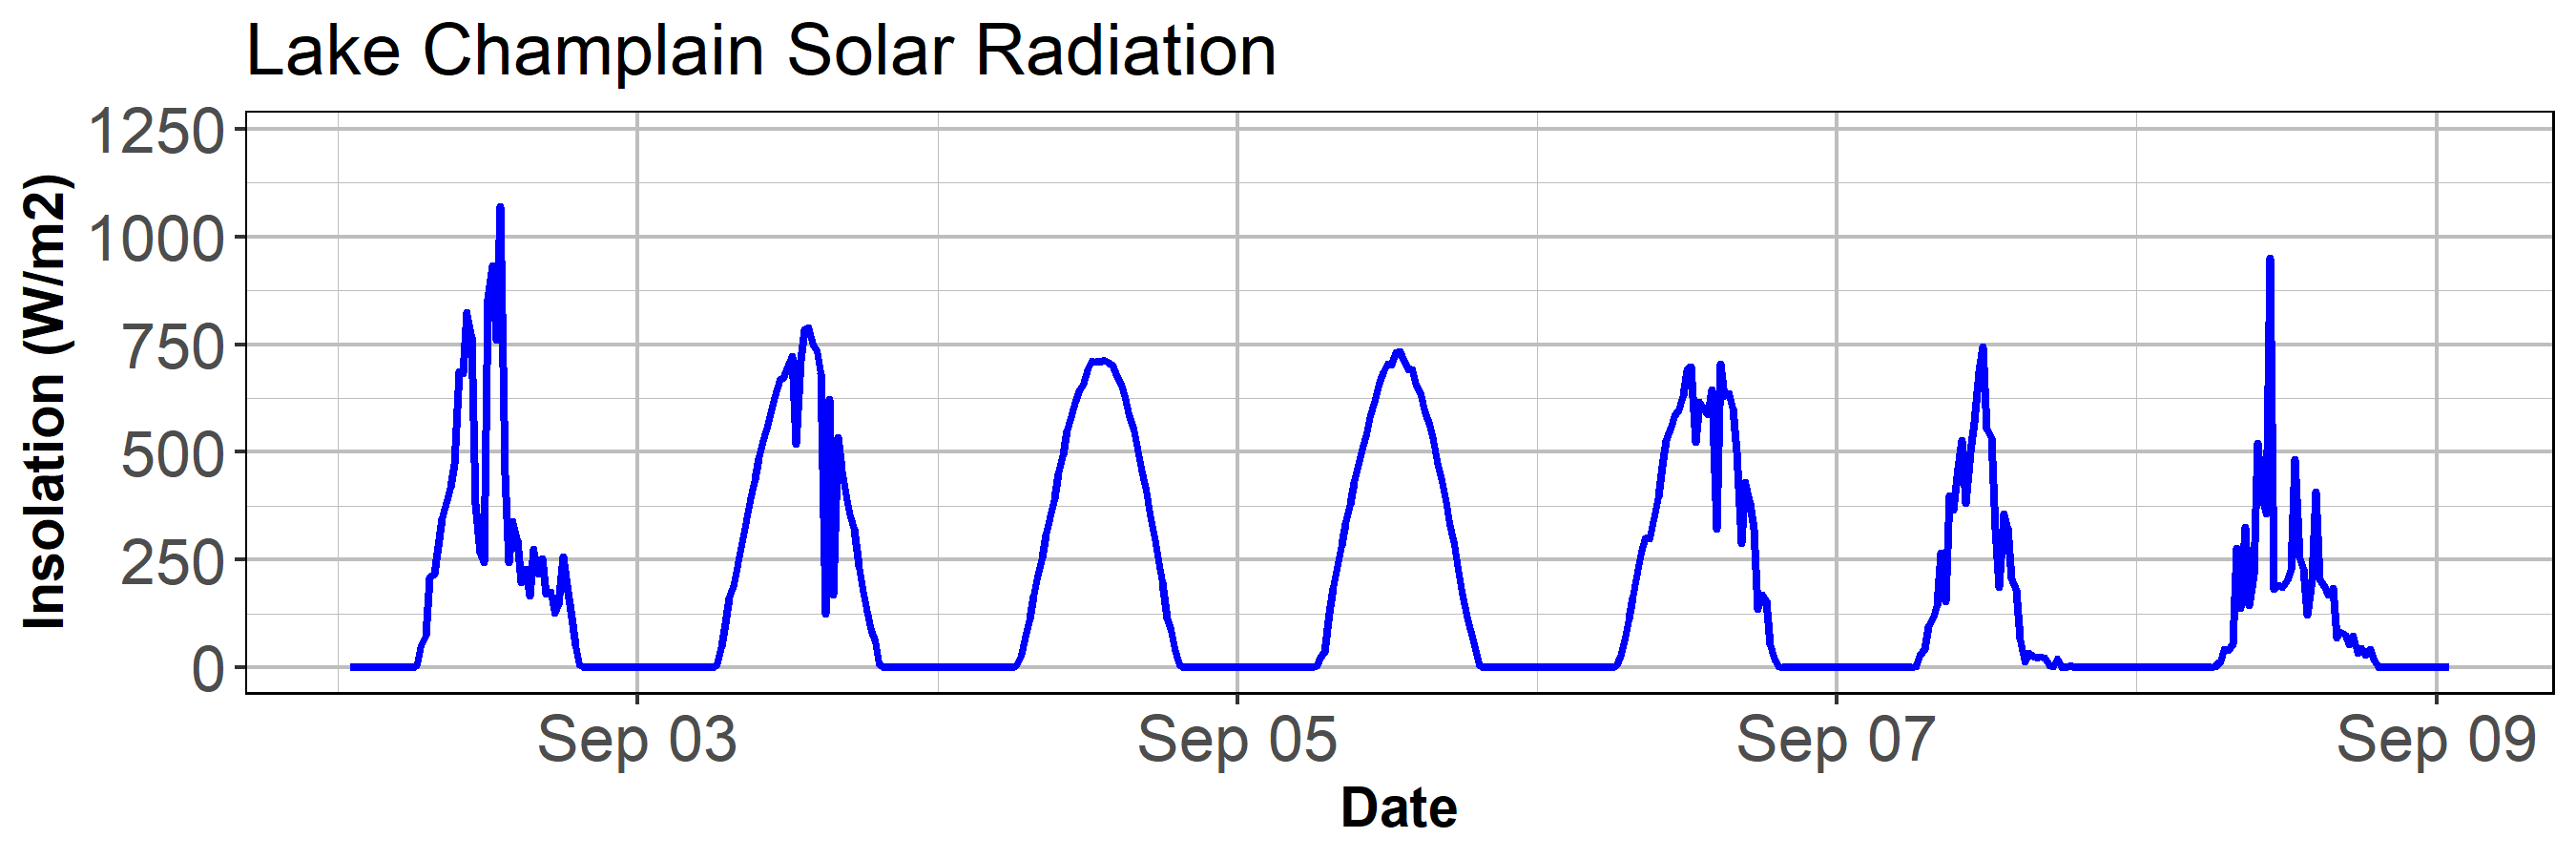 Lake Champlain Solar Radiation
1250
1000
750
500
250
0
Insolation (W/m2)
Sep 03 Sep 05 Sep 07 Sep 09
Date